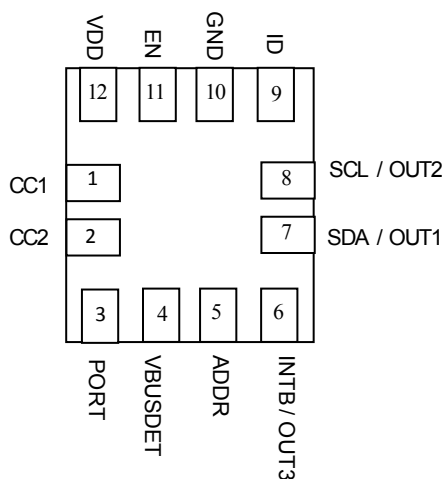 VDD
EN
GND
ID
12
11
10
9
CC1
1
8
SCL / OUT2
CC2
2
7
SDA / OUT1
3
4
5
6
PORT
VBUSDET
ADDR
INTB / OUT3